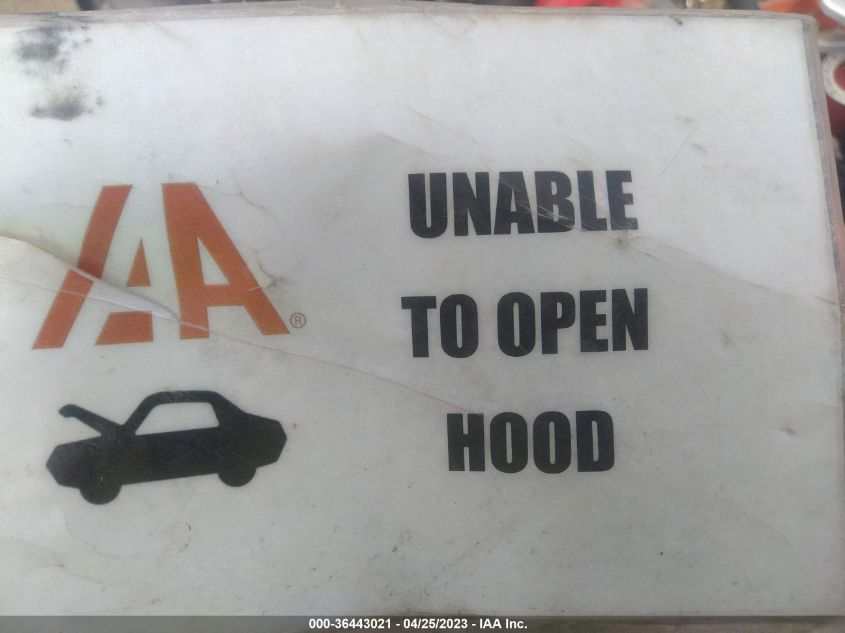 IAA®
UNABLE
TO OPEN
HOOD
000-36443021 - 04/25/2023 - IAA Inc.